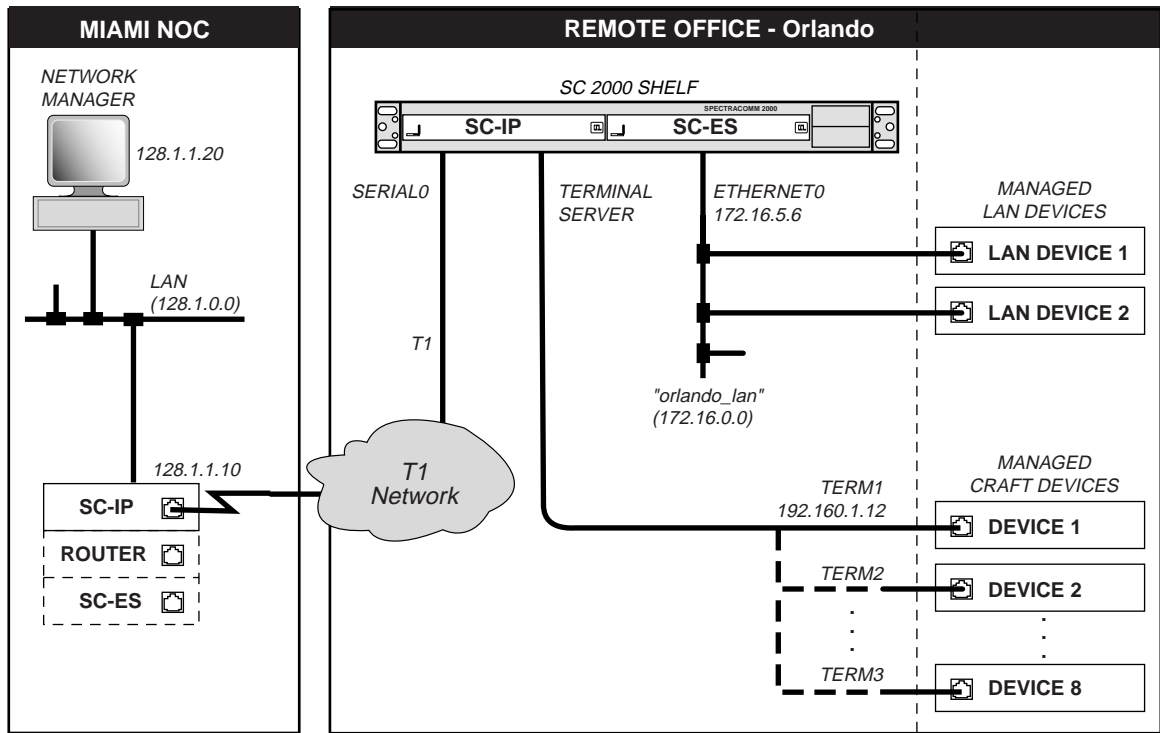 MIAMI NOC
NETWORK
MANAGER
128.1.1.20
LAN
(128.1.0.0)
128.1.1.10
SC-IP
ROUTER
SC-ES
REMOTE OFFICE - Orlando
SC 2000 SHELF
SPECTRACOMM 2000
SC-IP
SC-ES
SERIAL0
TERMINAL
SERVER
ETHERNET0
172.16.5.6
T1
"orlando_lan"
(172.16.0.0)
T1
Network
MANAGED
LAN DEVICES
LAN DEVICE 1
LAN DEVICE 2
MANAGED
CRAFT DEVICES
TERM1
192.160.1.12
DEVICE 1
TERM2
DEVICE 2
TERM3
DEVICE 8